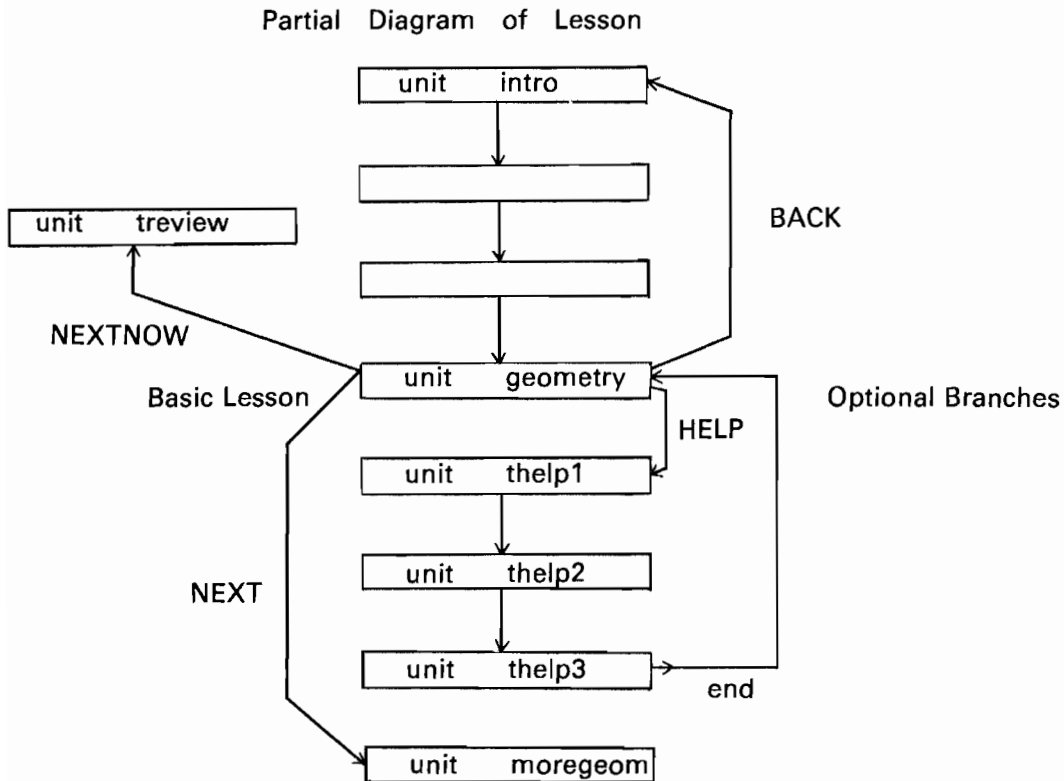 Partial Diagram of Lesson
unit intro
unit treview
BACK
NEXTNOW
unit geometry
Basic Lesson
Optional Branches
HELP
unit thelp1
unit thelp2
NEXT
unit thelp3
end
unit moregeom